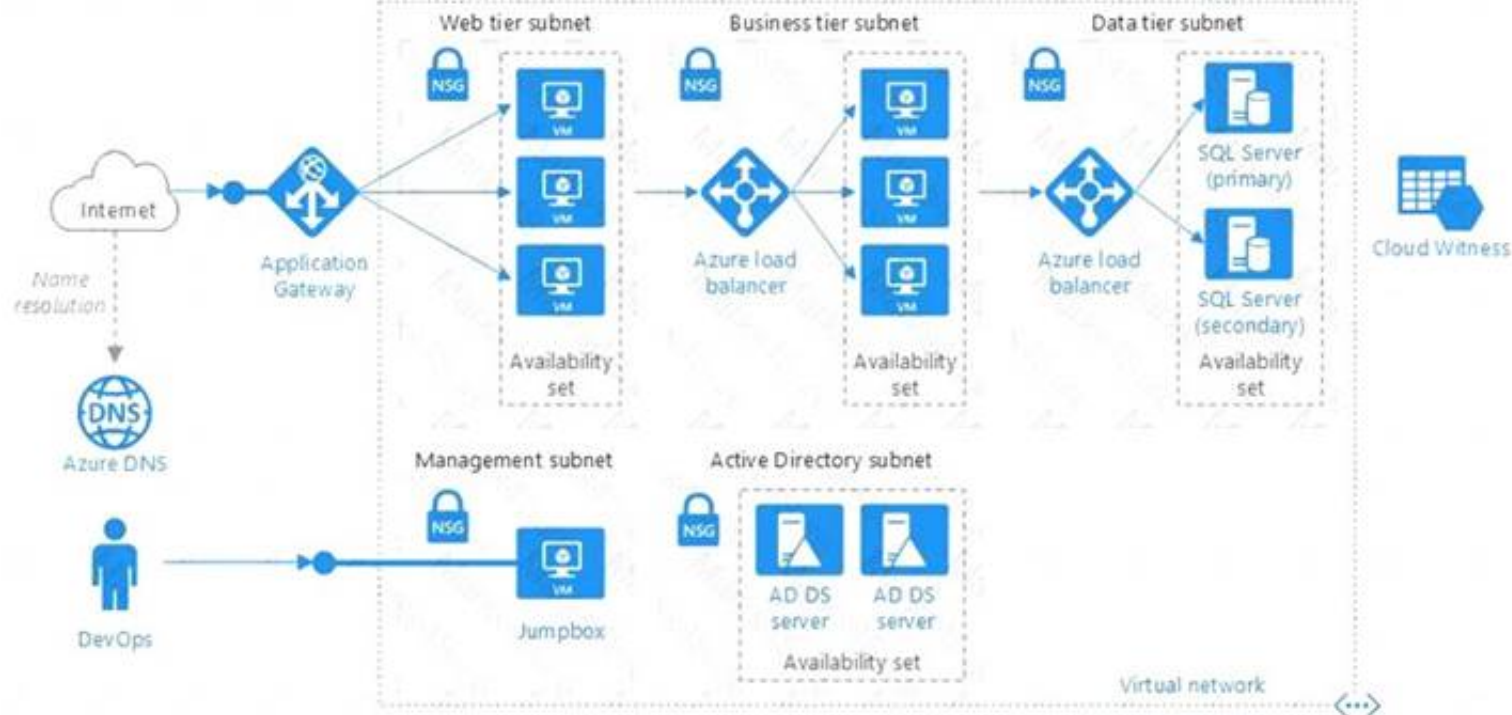 Web tier subnet
Business tier subnet
Data tier subnet
NSG
NSG
NSG
VM
VM
VM
VM
VM
VM
Internet
Application
Gateway
Azure load
balancer
Azure load
balancer
SQL Server
(primary)
SQL Server
(secondary)
Cloud Witness
Name
resolution
Availability
set
Availability
set
Availability
set
DNS
Azure DNS
Management subnet
Active Directory subnet
NSG
NSG
VM
Jumpbox
DevOps
AD DS
server
AD DS
server
Availability set
Virtual network